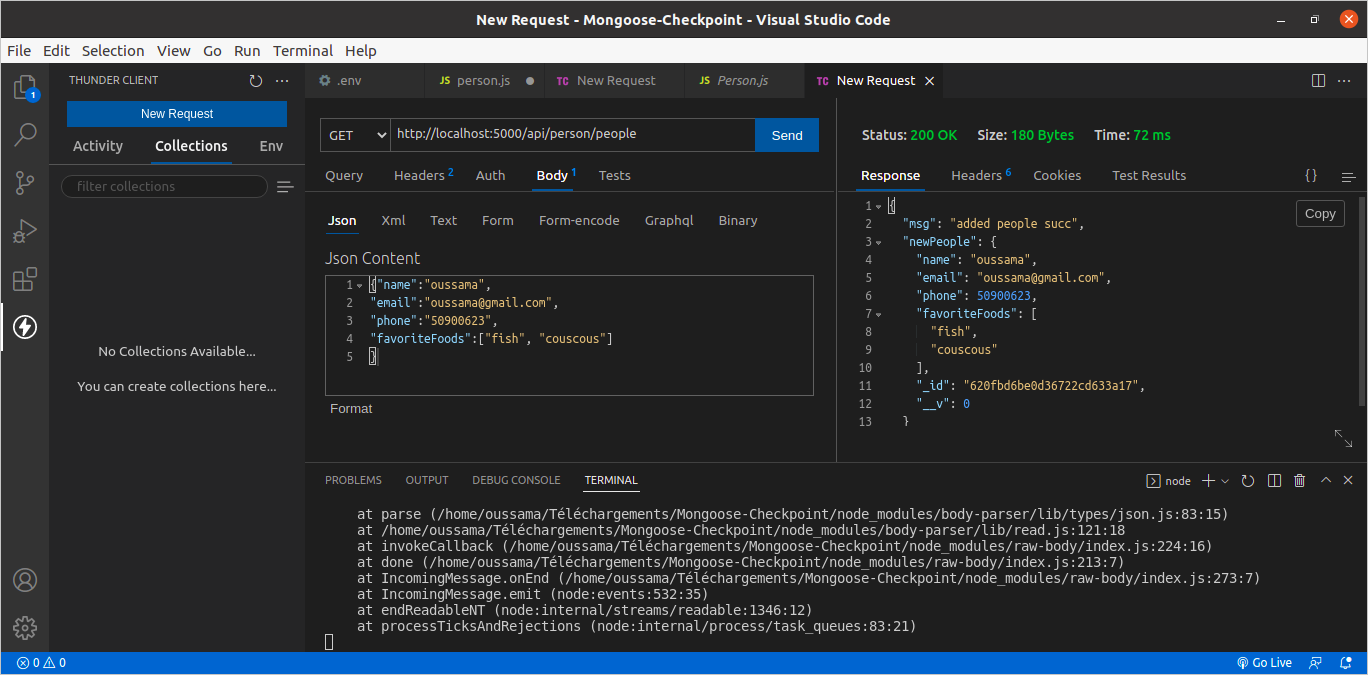 New Request - Mongoose-Checkpoint - Visual Studio Code
File Edit Selection View Go Run Terminal Help
1
THUNDER CLIENT
New Request
Activity Collections Env
filter collections
No Collections Available...
You can create collections here...
.env
JS person.js
TC New Request
JS Person.js
TC New Request
GET http://localhost:5000/api/person/people Send
Query Headers 2 Auth Body 1 Tests
Json Xml Text Form Form-encode Graphql Binary
Json Content
1 {"name":"oussama",
2 "email":"oussama@gmail.com",
3 "phone":"50900623",
4 "favoriteFoods":["fish", "couscous"]
5 }
Format
Status: 200 OK Size: 180 Bytes Time: 72 ms
Response Headers 6 Cookies Test Results {}
Copy
1 {
2 "msg": "added people succ",
3 "newPeople": {
4 "name": "oussama",
5 "email": "oussama@gmail.com",
6 "phone": 50900623,
7 "favoriteFoods": [
8 "fish",
9 "couscous"
10 ],
11 "_id": "620fbd6be0d36722cd633a17",
12 "__v": 0
13 }
PROBLEMS OUTPUT DEBUG CONSOLE TERMINAL
node
at parse (/home/oussama/Téléchargements/Mongoose-Checkpoint/node_modules/body-parser/lib/types/json.js:83:15)
at /home/oussama/Téléchargements/Mongoose-Checkpoint/node_modules/body-parser/lib/read.js:121:18
at invokeCallback (/home/oussama/Téléchargements/Mongoose-Checkpoint/node_modules/raw-body/index.js:224:16)
at done (/home/oussama/Téléchargements/Mongoose-Checkpoint/node_modules/raw-body/index.js:213:7)
at IncomingMessage.onEnd (/home/oussama/Téléchargements/Mongoose-Checkpoint/node_modules/raw-body/index.js:273:7)
at IncomingMessage.emit (node:events:532:35)
at endReadableNT (node:internal/streams/readable:1346:12)
at processTicksAndRejections (node:internal/process/task_queues:83:21)
0 0
Go Live